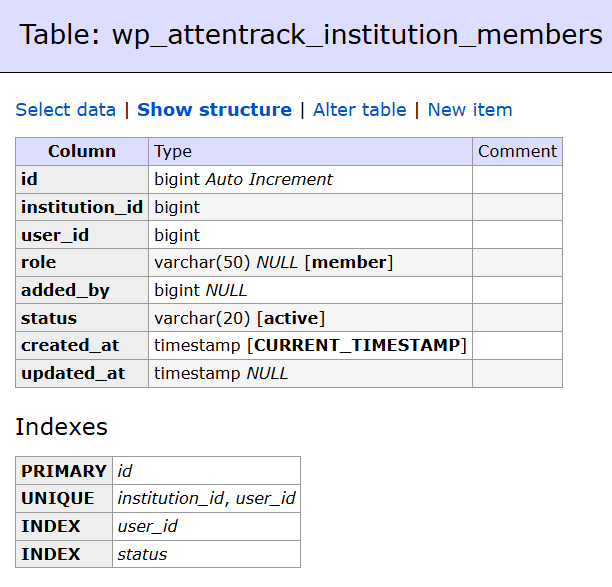 Table: wp_attentrack_institution_members
Select data | Show structure | Alter table | New item
Column Type Comment
id bigint Auto Increment
institution_id bigint
user_id bigint
role varchar(50) NULL [member]
added_by bigint NULL
status varchar(20) [active]
created_at timestamp [CURRENT_TIMESTAMP]
updated_at timestamp NULL
Indexes
PRIMARY id
UNIQUE institution_id, user_id
INDEX user_id
INDEX status